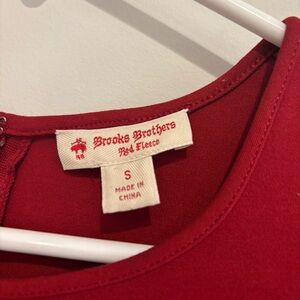 Brooks Brothers
Red Fleece
S
MADE IN
CHINA